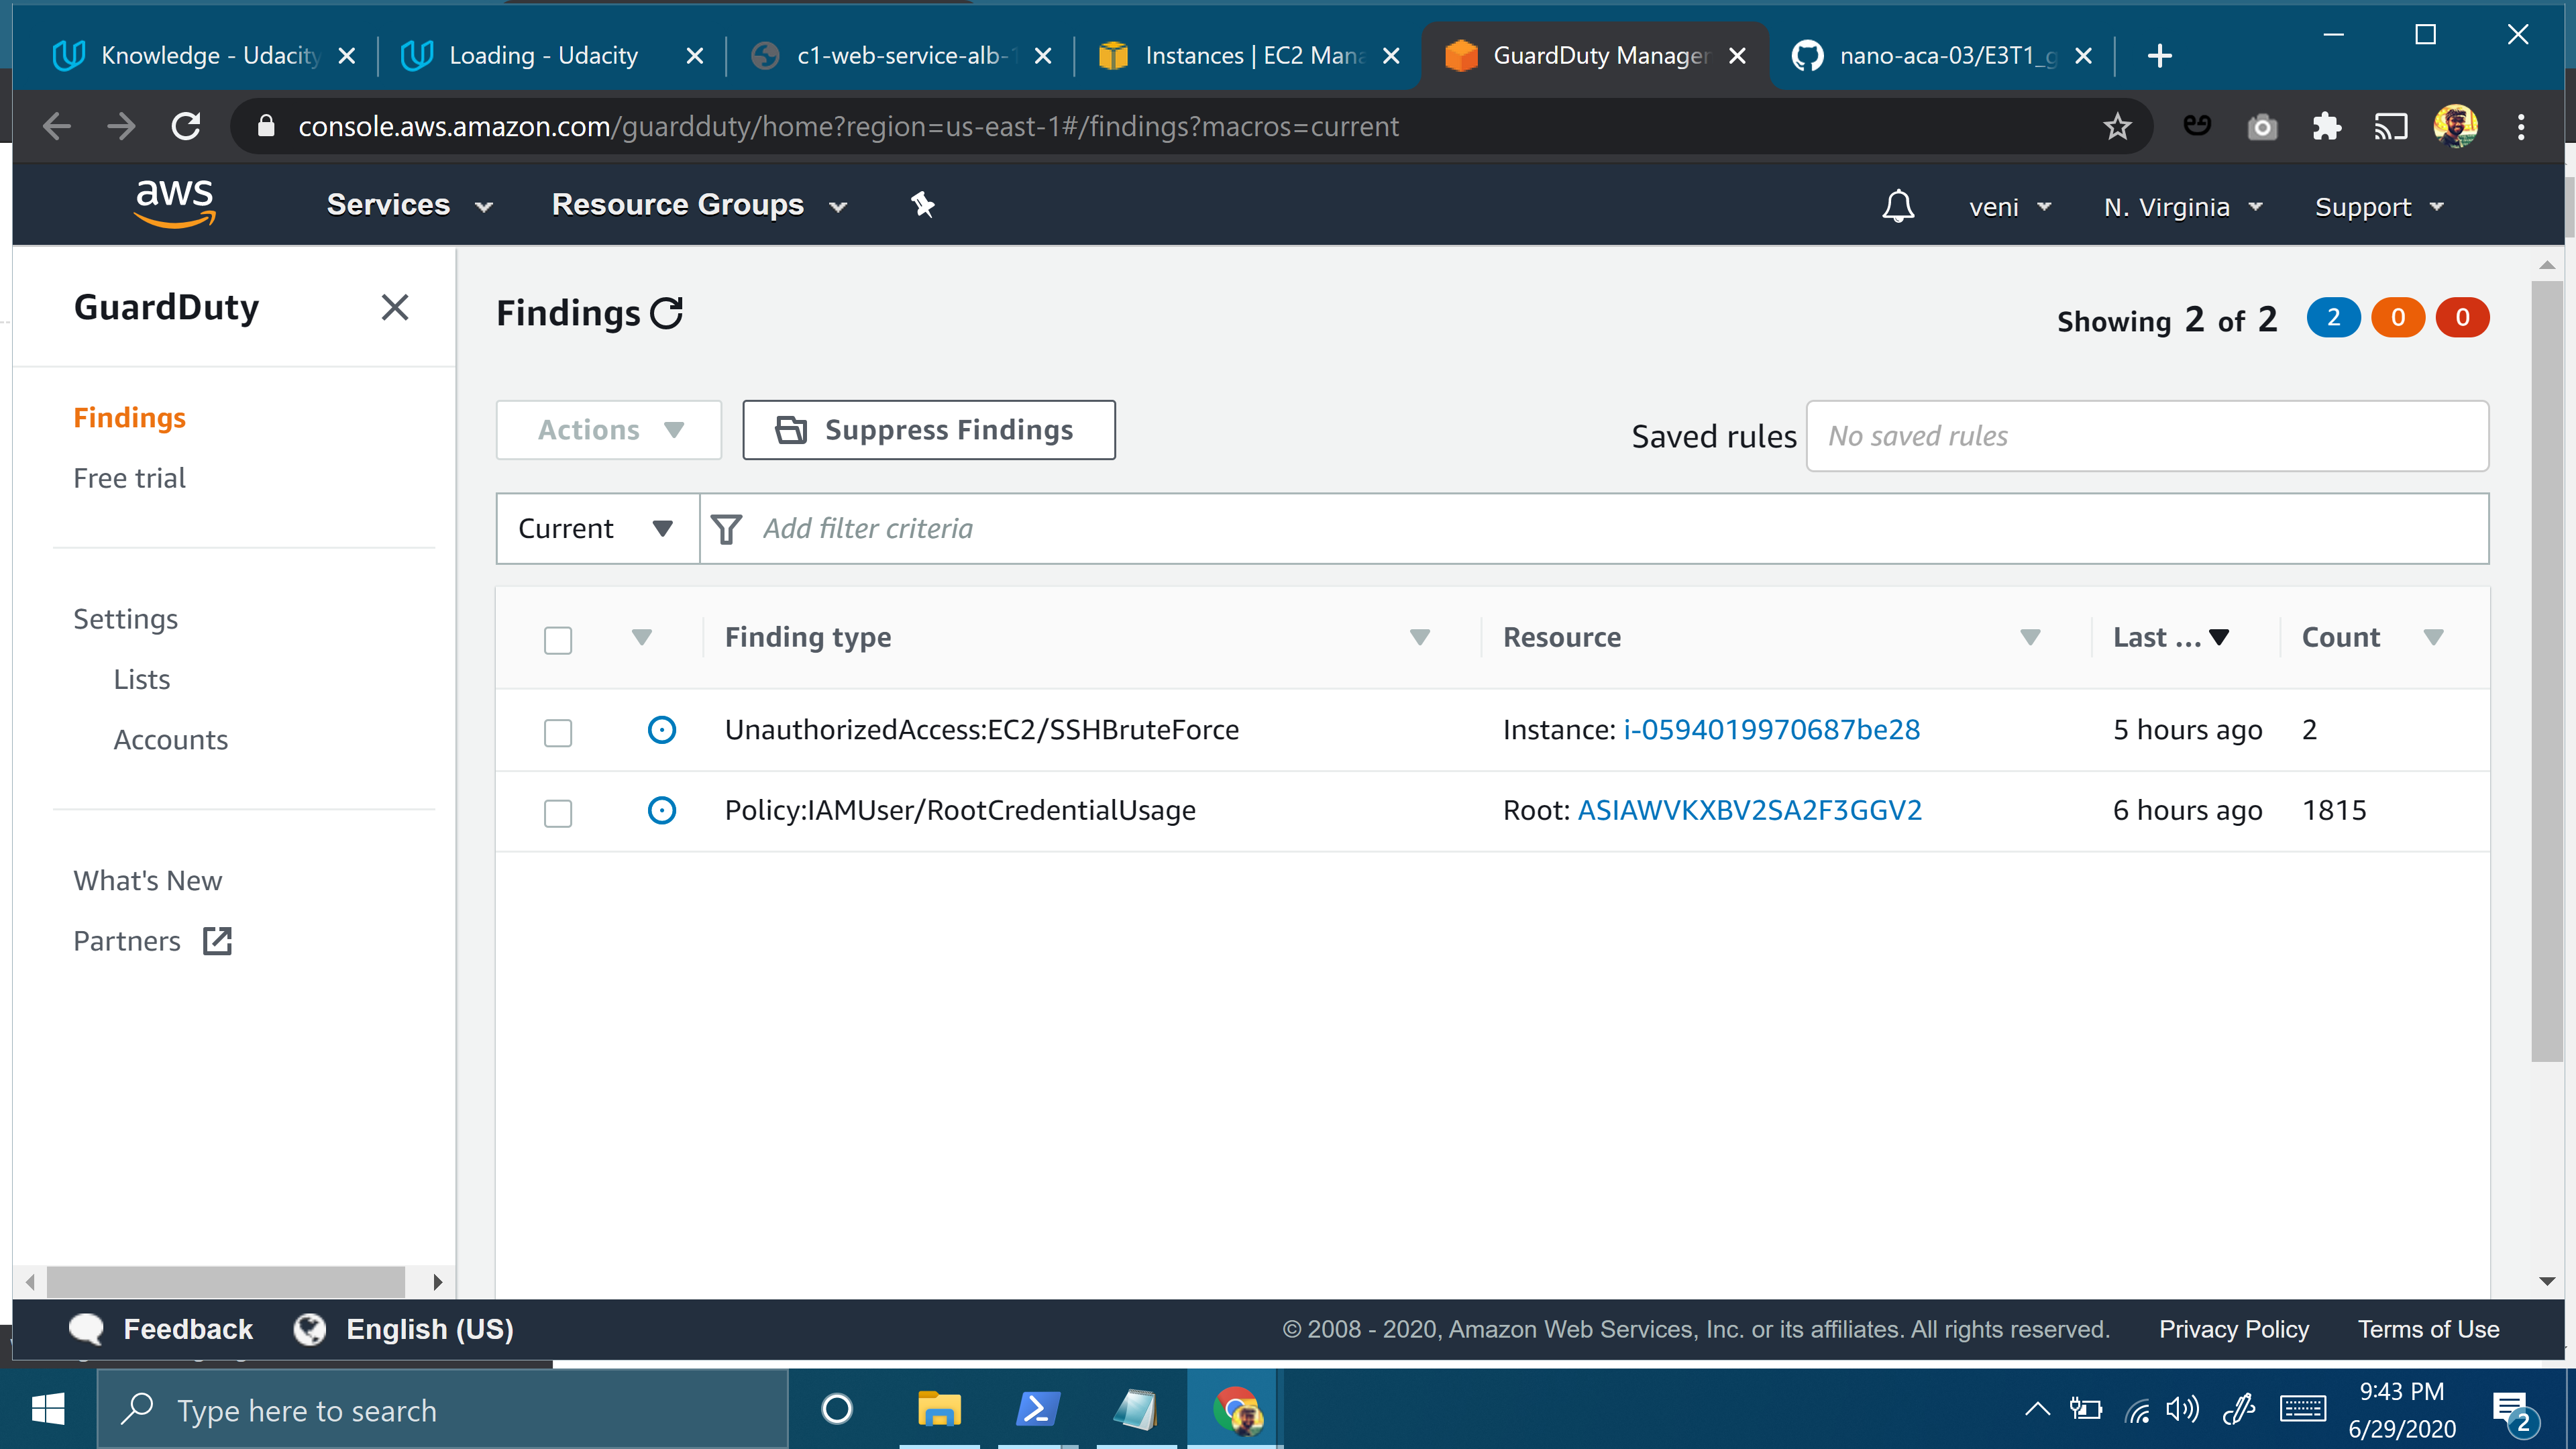 Knowledge - Udacity
Loading - Udacity
c1-web-service-alb-1
Instances | EC2 Mana
GuardDuty Manager
nano-aca-03/E3T1_g
console.aws.amazon.com/guardduty/home?region=us-east-1#/findings?macros=current
aws
Services
Resource Groups
veni
N. Virginia
Support
GuardDuty
Findings
Free trial
Settings
Lists
Accounts
What's New
Partners
Findings
Showing 2 of 2
2
0
0
Actions
Suppress Findings
Saved rules
No saved rules
Current
Add filter criteria
Finding type
Resource
Last ...
Count
UnauthorizedAccess:EC2/SSHBruteForce
Instance: i-0594019970687be28
5 hours ago
2
Policy:IAMUser/RootCredentialUsage
Root: ASIAWVKXBV2SA2F3GGV2
6 hours ago
1815
Feedback
English (US)
© 2008 - 2020, Amazon Web Services, Inc. or its affiliates. All rights reserved.
Privacy Policy
Terms of Use
Type here to search
9:43 PM
6/29/2020
2